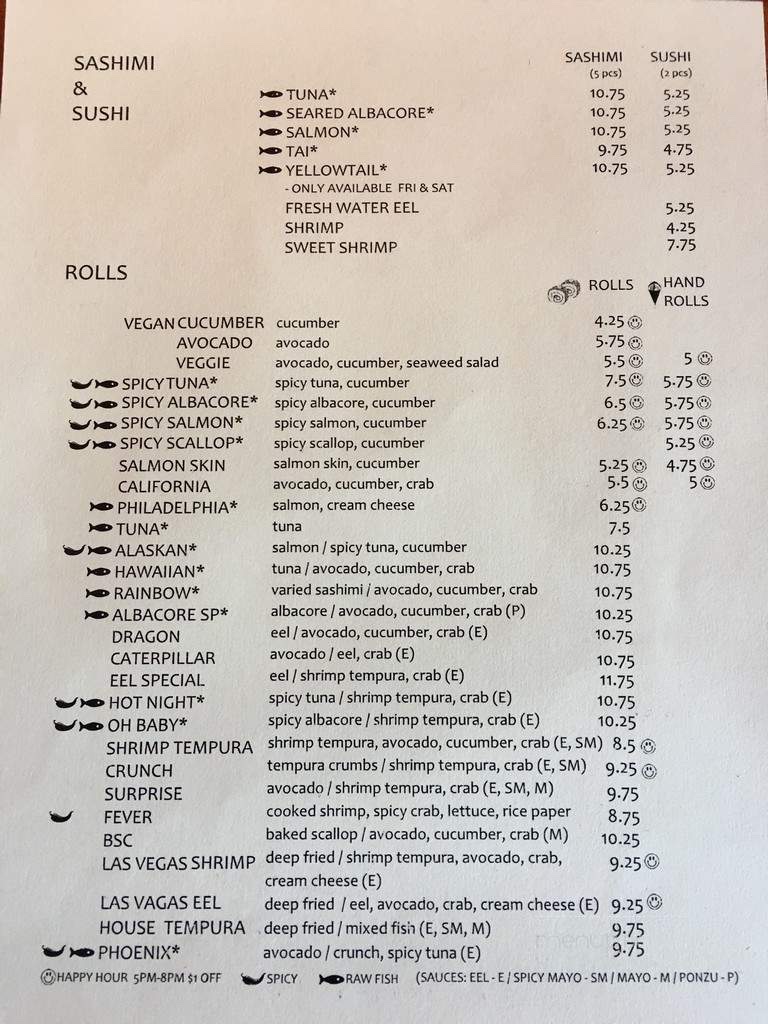 SASHIMI & SUSHI
SASHIMI (5 pcs) SUSHI (2 pcs)
TUNA* 10.75 5.25
SEARED ALBACORE* 10.75 5.25
SALMON* 10.75 5.25
TAI* 9.75 4.75
YELLOWTAIL* 10.75 5.25
- ONLY AVAILABLE FRI & SAT
FRESH WATER EEL 5.25
SHRIMP 4.25
SWEET SHRIMP 7.75
ROLLS
ROLLS HAND ROLLS
VEGAN CUCUMBER cucumber 4.25
AVOCADO avocado 5.75
VEGGIE avocado, cucumber, seaweed salad 5.5 5
SPICY TUNA* spicy tuna, cucumber 7.5 5.75
SPICY ALBACORE* spicy albacore, cucumber 6.5 5.75
SPICY SALMON* spicy salmon, cucumber 6.25 5.75
SPICY SCALLOP* spicy scallop, cucumber 5.25
SALMON SKIN salmon skin, cucumber 5.25 4.75
CALIFORNIA avocado, cucumber, crab 5.5 5
PHILADELPHIA* salmon, cream cheese 6.25
TUNA* tuna 7.5
ALASKAN* salmon / spicy tuna, cucumber 10.25
HAWAIIAN* tuna / avocado, cucumber, crab 10.75
RAINBOW* varied sashimi / avocado, cucumber, crab 10.75
ALBACORE SP* albacore / avocado, cucumber, crab (P) 10.25
DRAGON eel / avocado, cucumber, crab (E) 10.75
CATERPILLAR avocado / eel, crab (E) 10.75
EEL SPECIAL eel / shrimp tempura, crab (E) 11.75
HOT NIGHT* spicy tuna / shrimp tempura, crab (E) 10.75
OH BABY* spicy albacore / shrimp tempura, crab (E) 10.25
SHRIMP TEMPURA shrimp tempura, avocado, cucumber, crab (E, SM) 8.5
CRUNCH tempura crumbs / shrimp tempura, crab (E, SM) 9.25
SURPRISE avocado / shrimp tempura, crab (E, SM, M) 9.75
FEVER cooked shrimp, spicy crab, lettuce, rice paper 8.75
BSC baked scallop / avocado, cucumber, crab (M) 10.25
LAS VEGAS SHRIMP deep fried / shrimp tempura, avocado, crab, 9.25
cream cheese (E)
LAS VAGAS EEL deep fried / eel, avocado, crab, cream cheese (E) 9.25
HOUSE TEMPURA deep fried / mixed fish (E, SM, M) 9.75
PHOENIX* avocado / crunch, spicy tuna (E) 9.75
HAPPY HOUR 5PM-8PM $1 OFF SPICY RAW FISH (SAUCES: EEL - E / SPICY MAYO - SM / MAYO - M / PONZU - P)